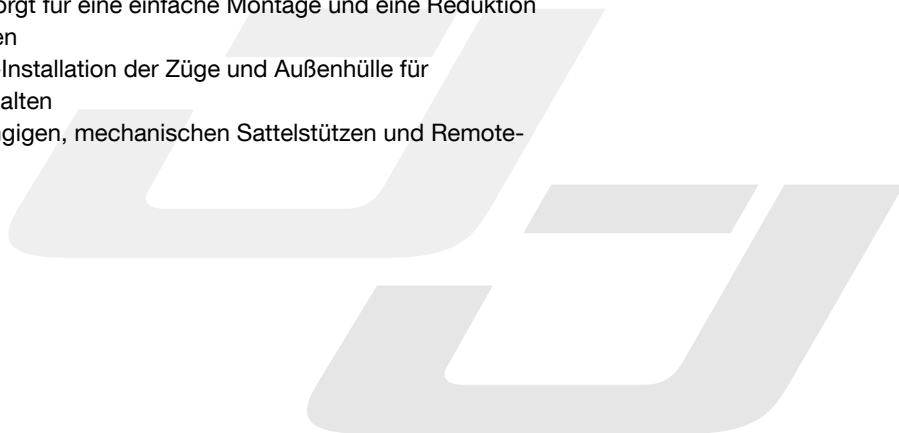 orgt für eine einfache Montage und eine Reduktion
en
-Installation der Züge und Außenhülle für
alten
gigen, mechanischen Sattelstützen und Remote-